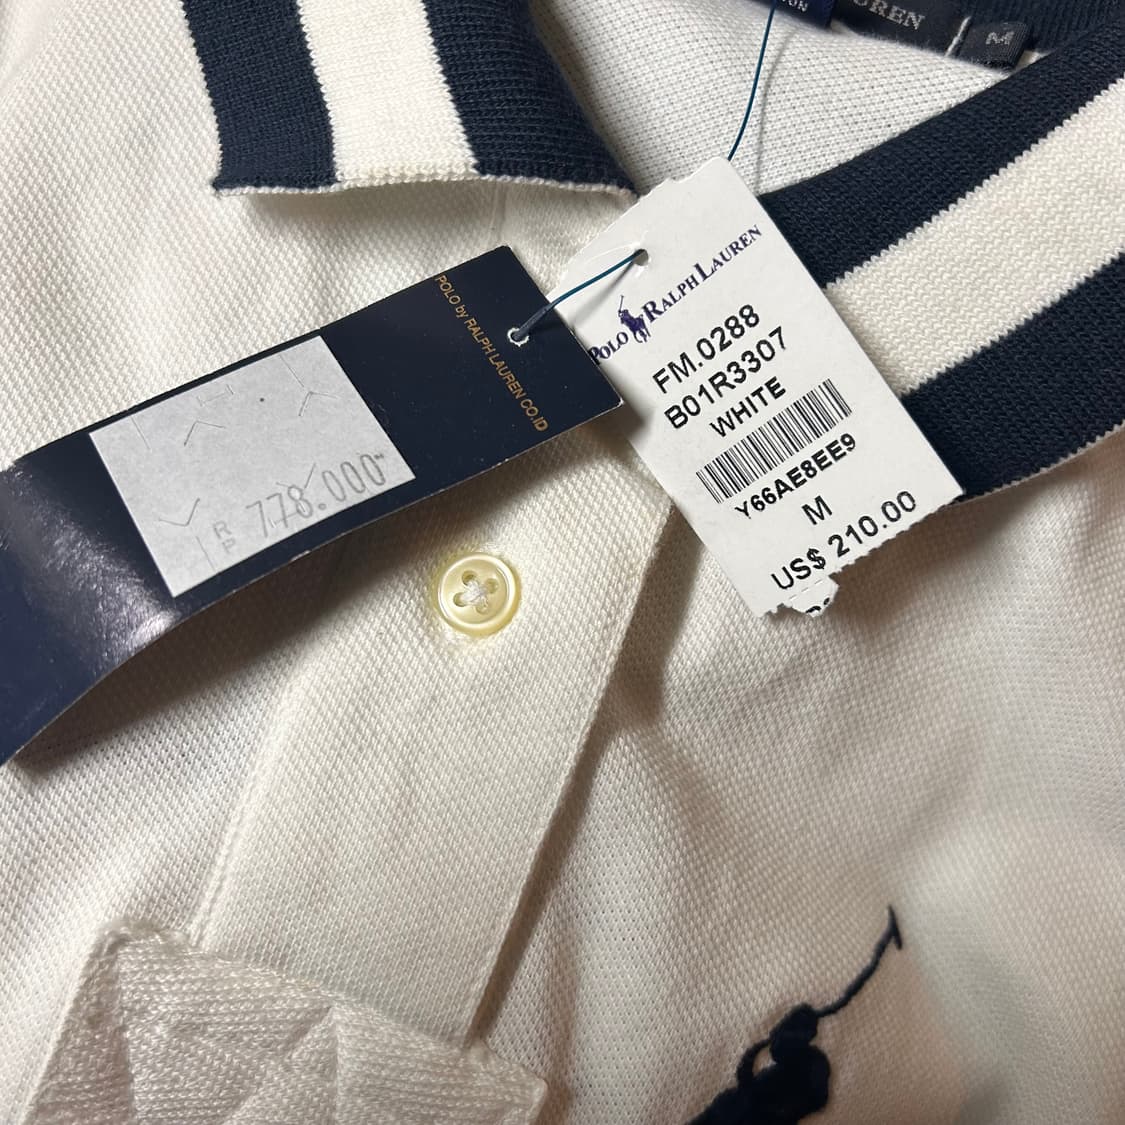 UREN
M
POLO by RALPH LAUREN CO.ID
RP 778.000
POLO RALPH LAUREN
FM.0288
B01R3307
WHITE
Y66AE8EE9
M
US$ 210.00